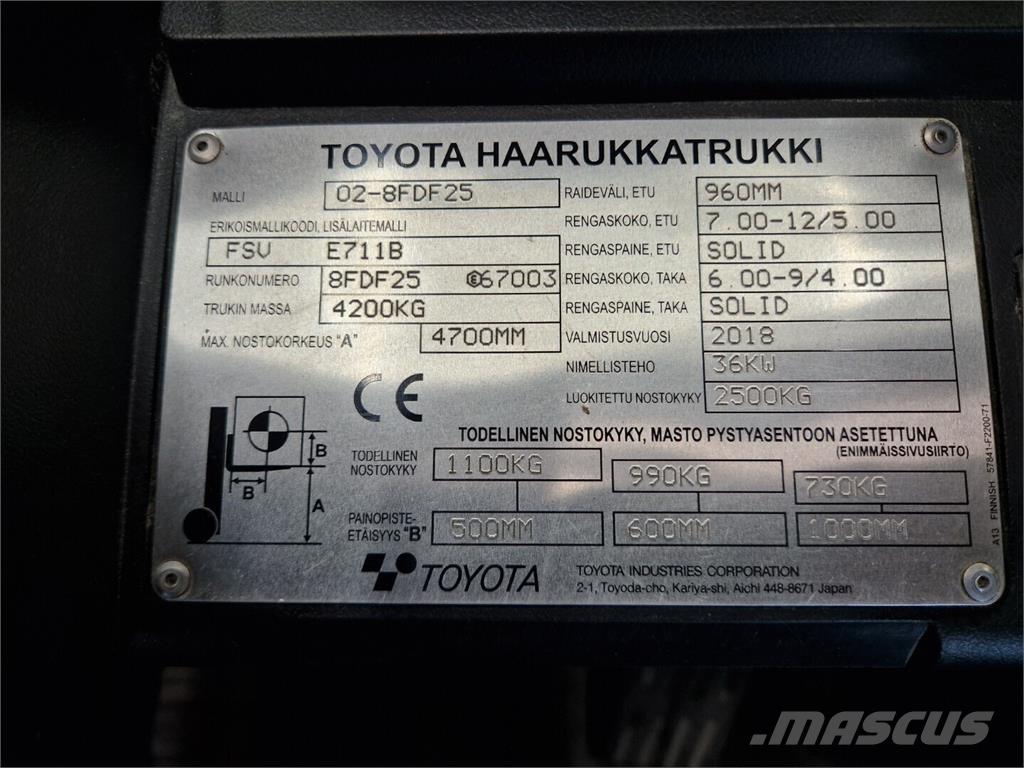 TOYOTA HAARUKKATRUKKI
MALLI 02-8FDF25
ERIKOISMALLIKOODI, LISÄLAITEMALLI
FSV E711B
RUNKONUMERO 8FDF25 E67003
TRUKIN MASSA 4200KG
MAX. NOSTOKORKEUS "A" 4700MM
RAIDEVÄLI, ETU 960MM
RENGASKOKO, ETU 7.00-12/5.00
RENGASPAINE, ETU SOLID
RENGASKOKO, TAKA 6.00-9/4.00
RENGASPAINE, TAKA SOLID
VALMISTUSVUOSI 2018
NIMELLISTEHO 36KW
LUOKITETTU NOSTOKYKY 2500KG
CE
B
B
A
TODELLINEN NOSTOKYKY, MASTO PYSTYASENTOON ASETETTUNA
(ENIMMÄISSIVUSIIRTO)
TODELLINEN
NOSTOKYKY 1100KG 990KG 730KG
PAINOPISTE-
ETÄISYYS "B" 500MM 600MM 1000MM
TOYOTA
TOYOTA INDUSTRIES CORPORATION
2-1, Toyoda-cho, Kariya-shi, Aichi 448-8671 Japan
A13 FINNISH 57841-F2200-71
MASCUS